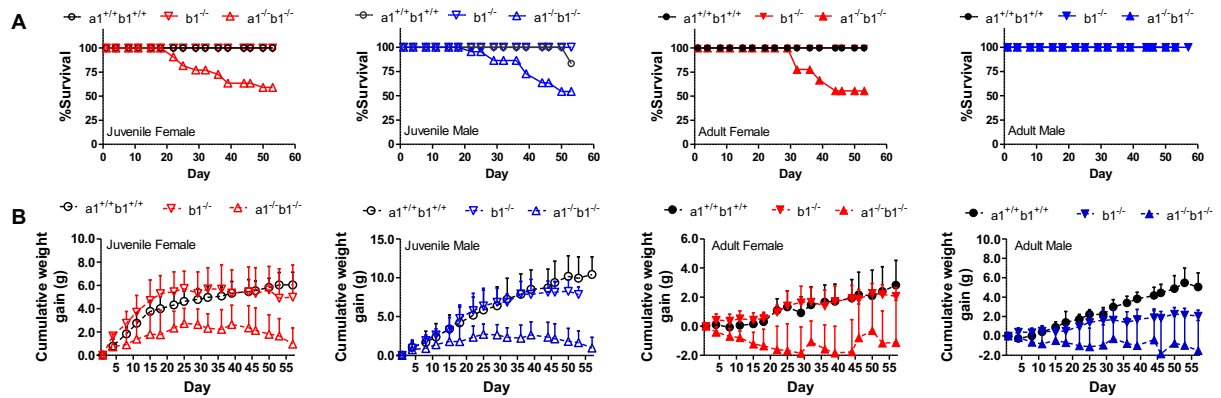 A
a1+/+b1+/+ b1-/- a1-/-b1-/-
%Survival
100
75
50
25
0
Juvenile Female
0 10 20 30 40 50 60
Day
a1+/+b1+/+ b1-/- a1-/-b1-/-
%Survival
100
75
50
25
0
Juvenile Male
0 10 20 30 40 50 60
Day
a1+/+b1+/+ b1-/- a1-/-b1-/-
%Survival
100
75
50
25
0
Adult Female
0 10 20 30 40 50 60
Day
a1+/+b1+/+ b1-/- a1-/-b1-/-
%Survival
100
75
50
25
0
Adult Male
0 10 20 30 40 50 60
Day
B
a1+/+b1+/+ b1-/- a1-/-b1-/-
Juvenile Female
Cumulative weight
gain (g)
8.0
6.0
4.0
2.0
0.0
5 10 15 20 25 30 35 40 45 50 55
Day
a1+/+b1+/+ b1-/- a1-/-b1-/-
Juvenile Male
Cumulative weight
gain (g)
15.0
10.0
5.0
0.0
5 10 15 20 25 30 35 40 45 50 55
Day
a1+/+b1+/+ b1-/- a1-/-b1-/-
Adult Female
Cumulative weight
gain (g)
6.0
4.0
2.0
0.0
-2.0
5 10 15 20 25 30 35 40 45 50 55
Day
a1+/+b1+/+ b1-/- a1-/-b1-/-
Adult Male
Cumulative weight
gain (g)
10.0
8.0
6.0
4.0
2.0
0.0
-2.0
5 10 15 20 25 30 35 40 45 50 55
Day